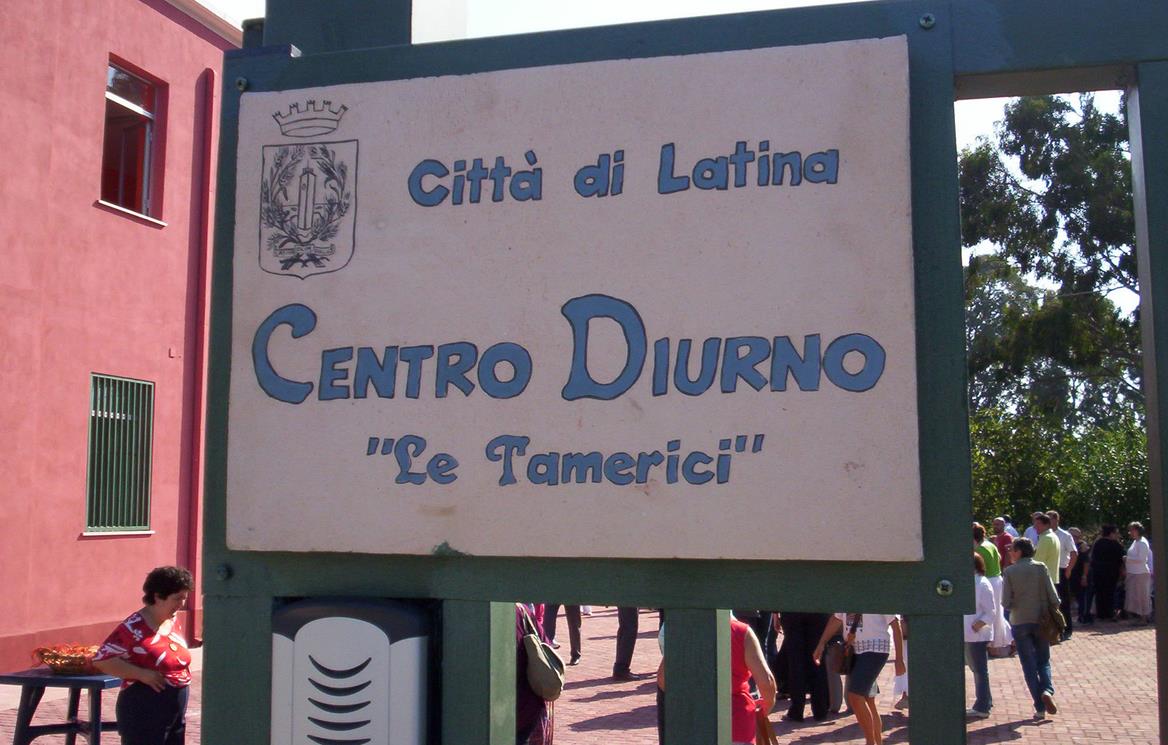 Città di Latina
CENTRO DIURNO
"Le Tamerici"